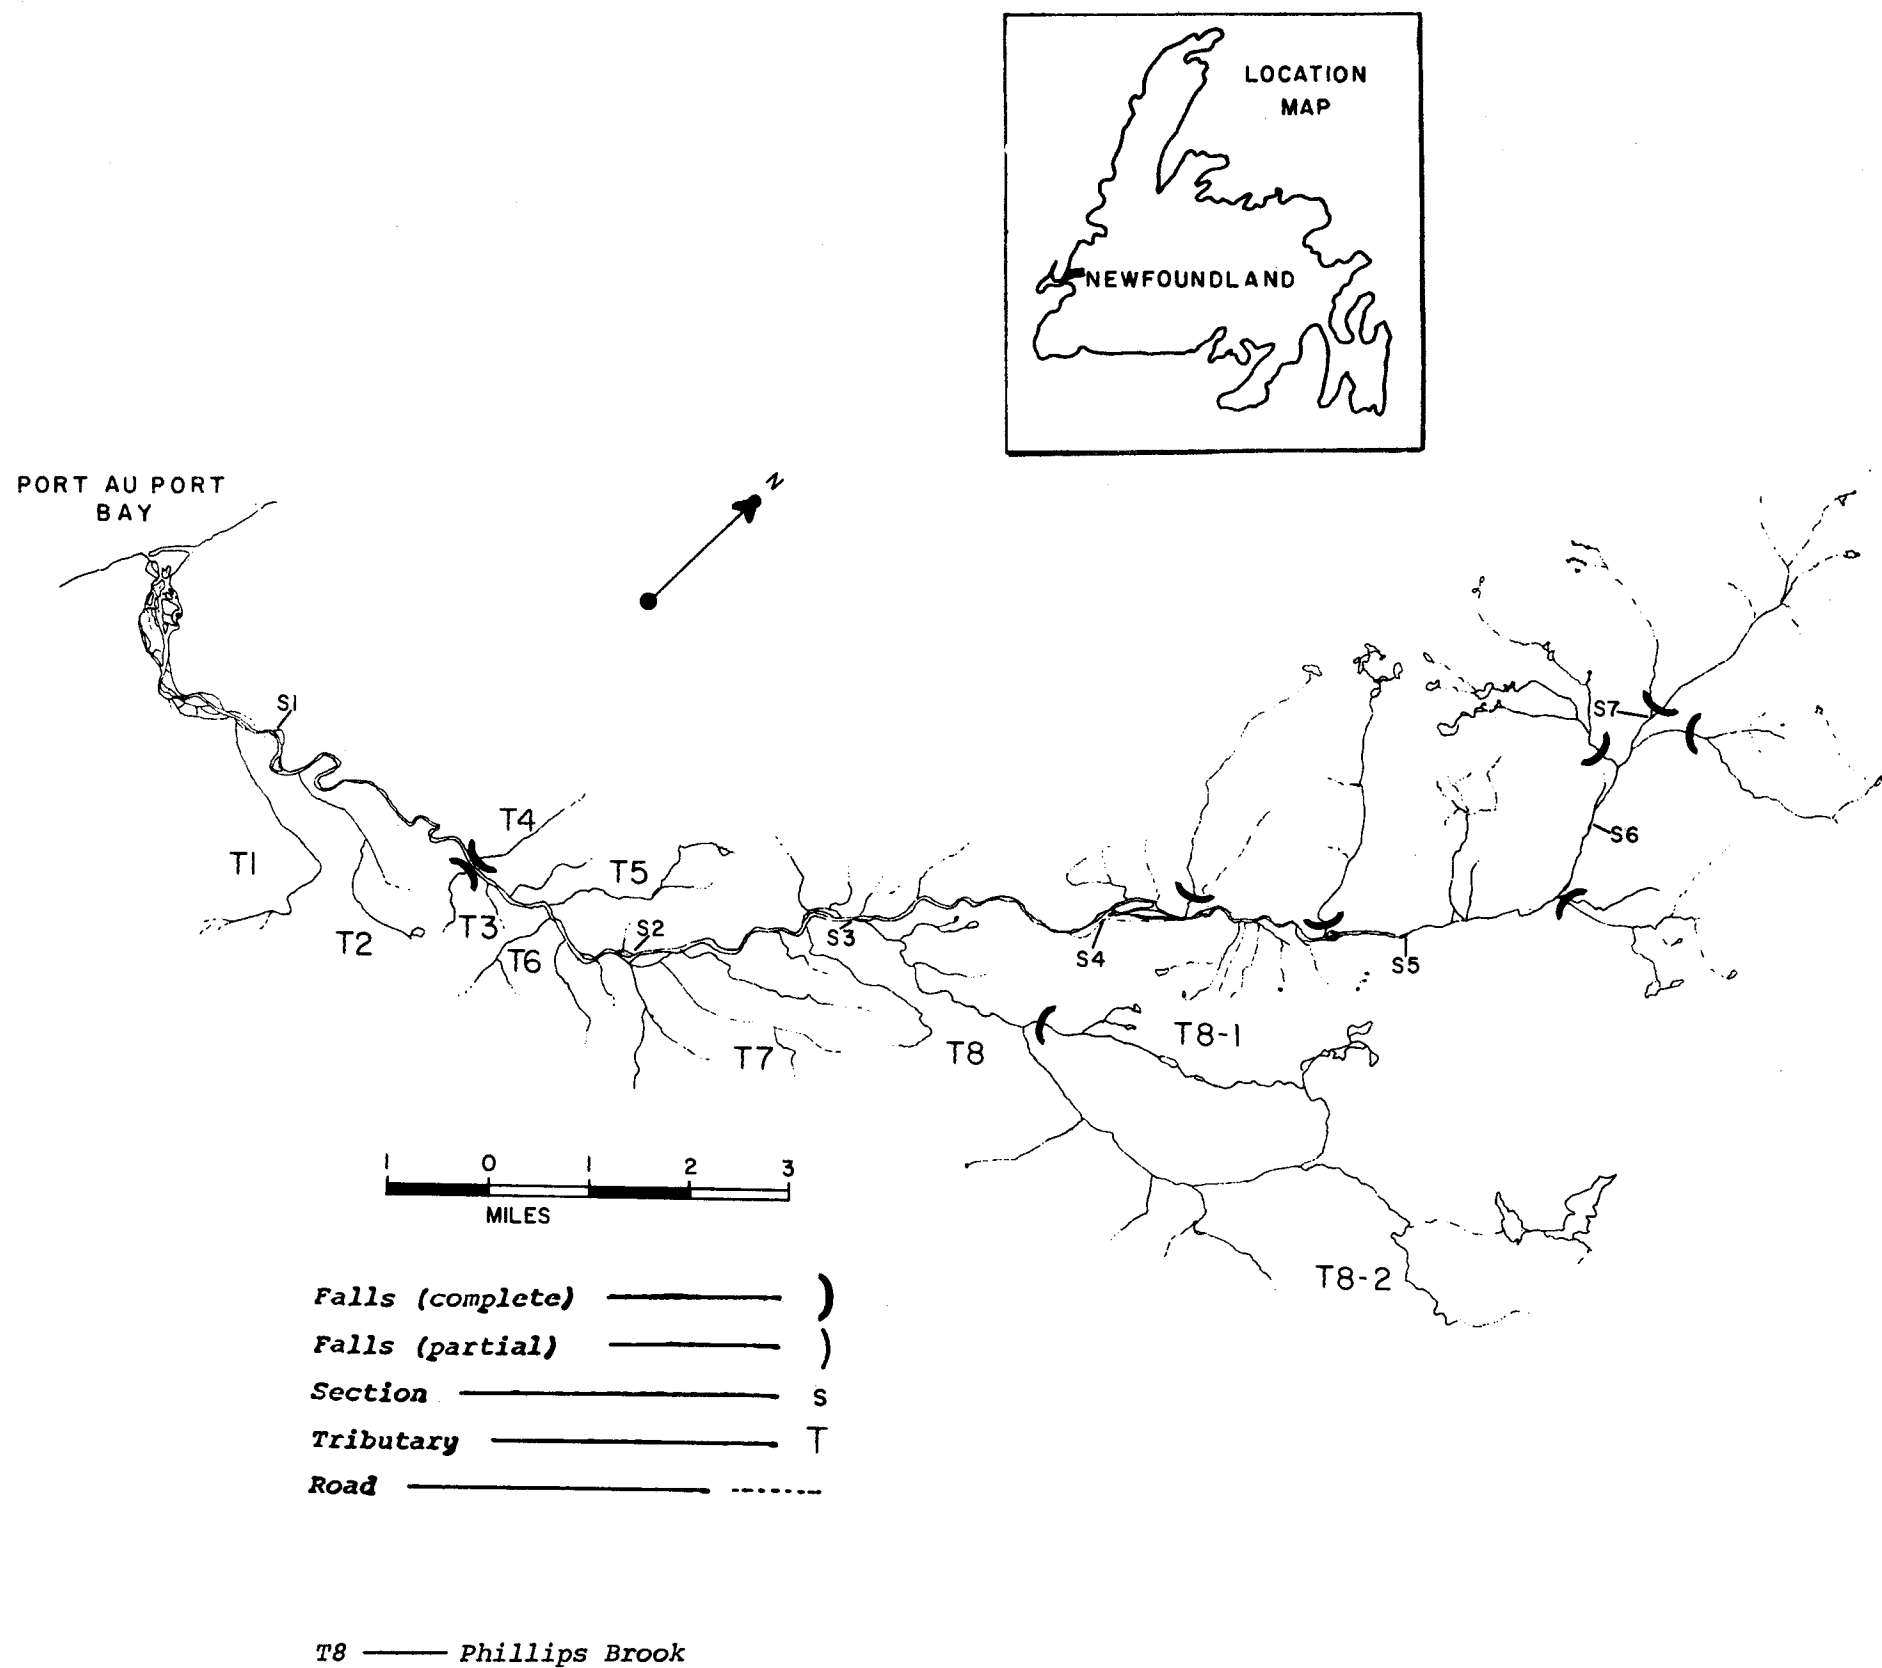 LOCATION
MAP
NEWFOUNDLAND
PORT AU PORT
BAY
N
S1
S7
T4
S6
T1
T5
T2
T3
S2
S3
T6
S4
S5
T7
T8
T8-1
1 0 1 2 3
MILES
T8-2
Falls (complete) )
Falls (partial) )
Section S
Tributary T
Road
T8 Phillips Brook